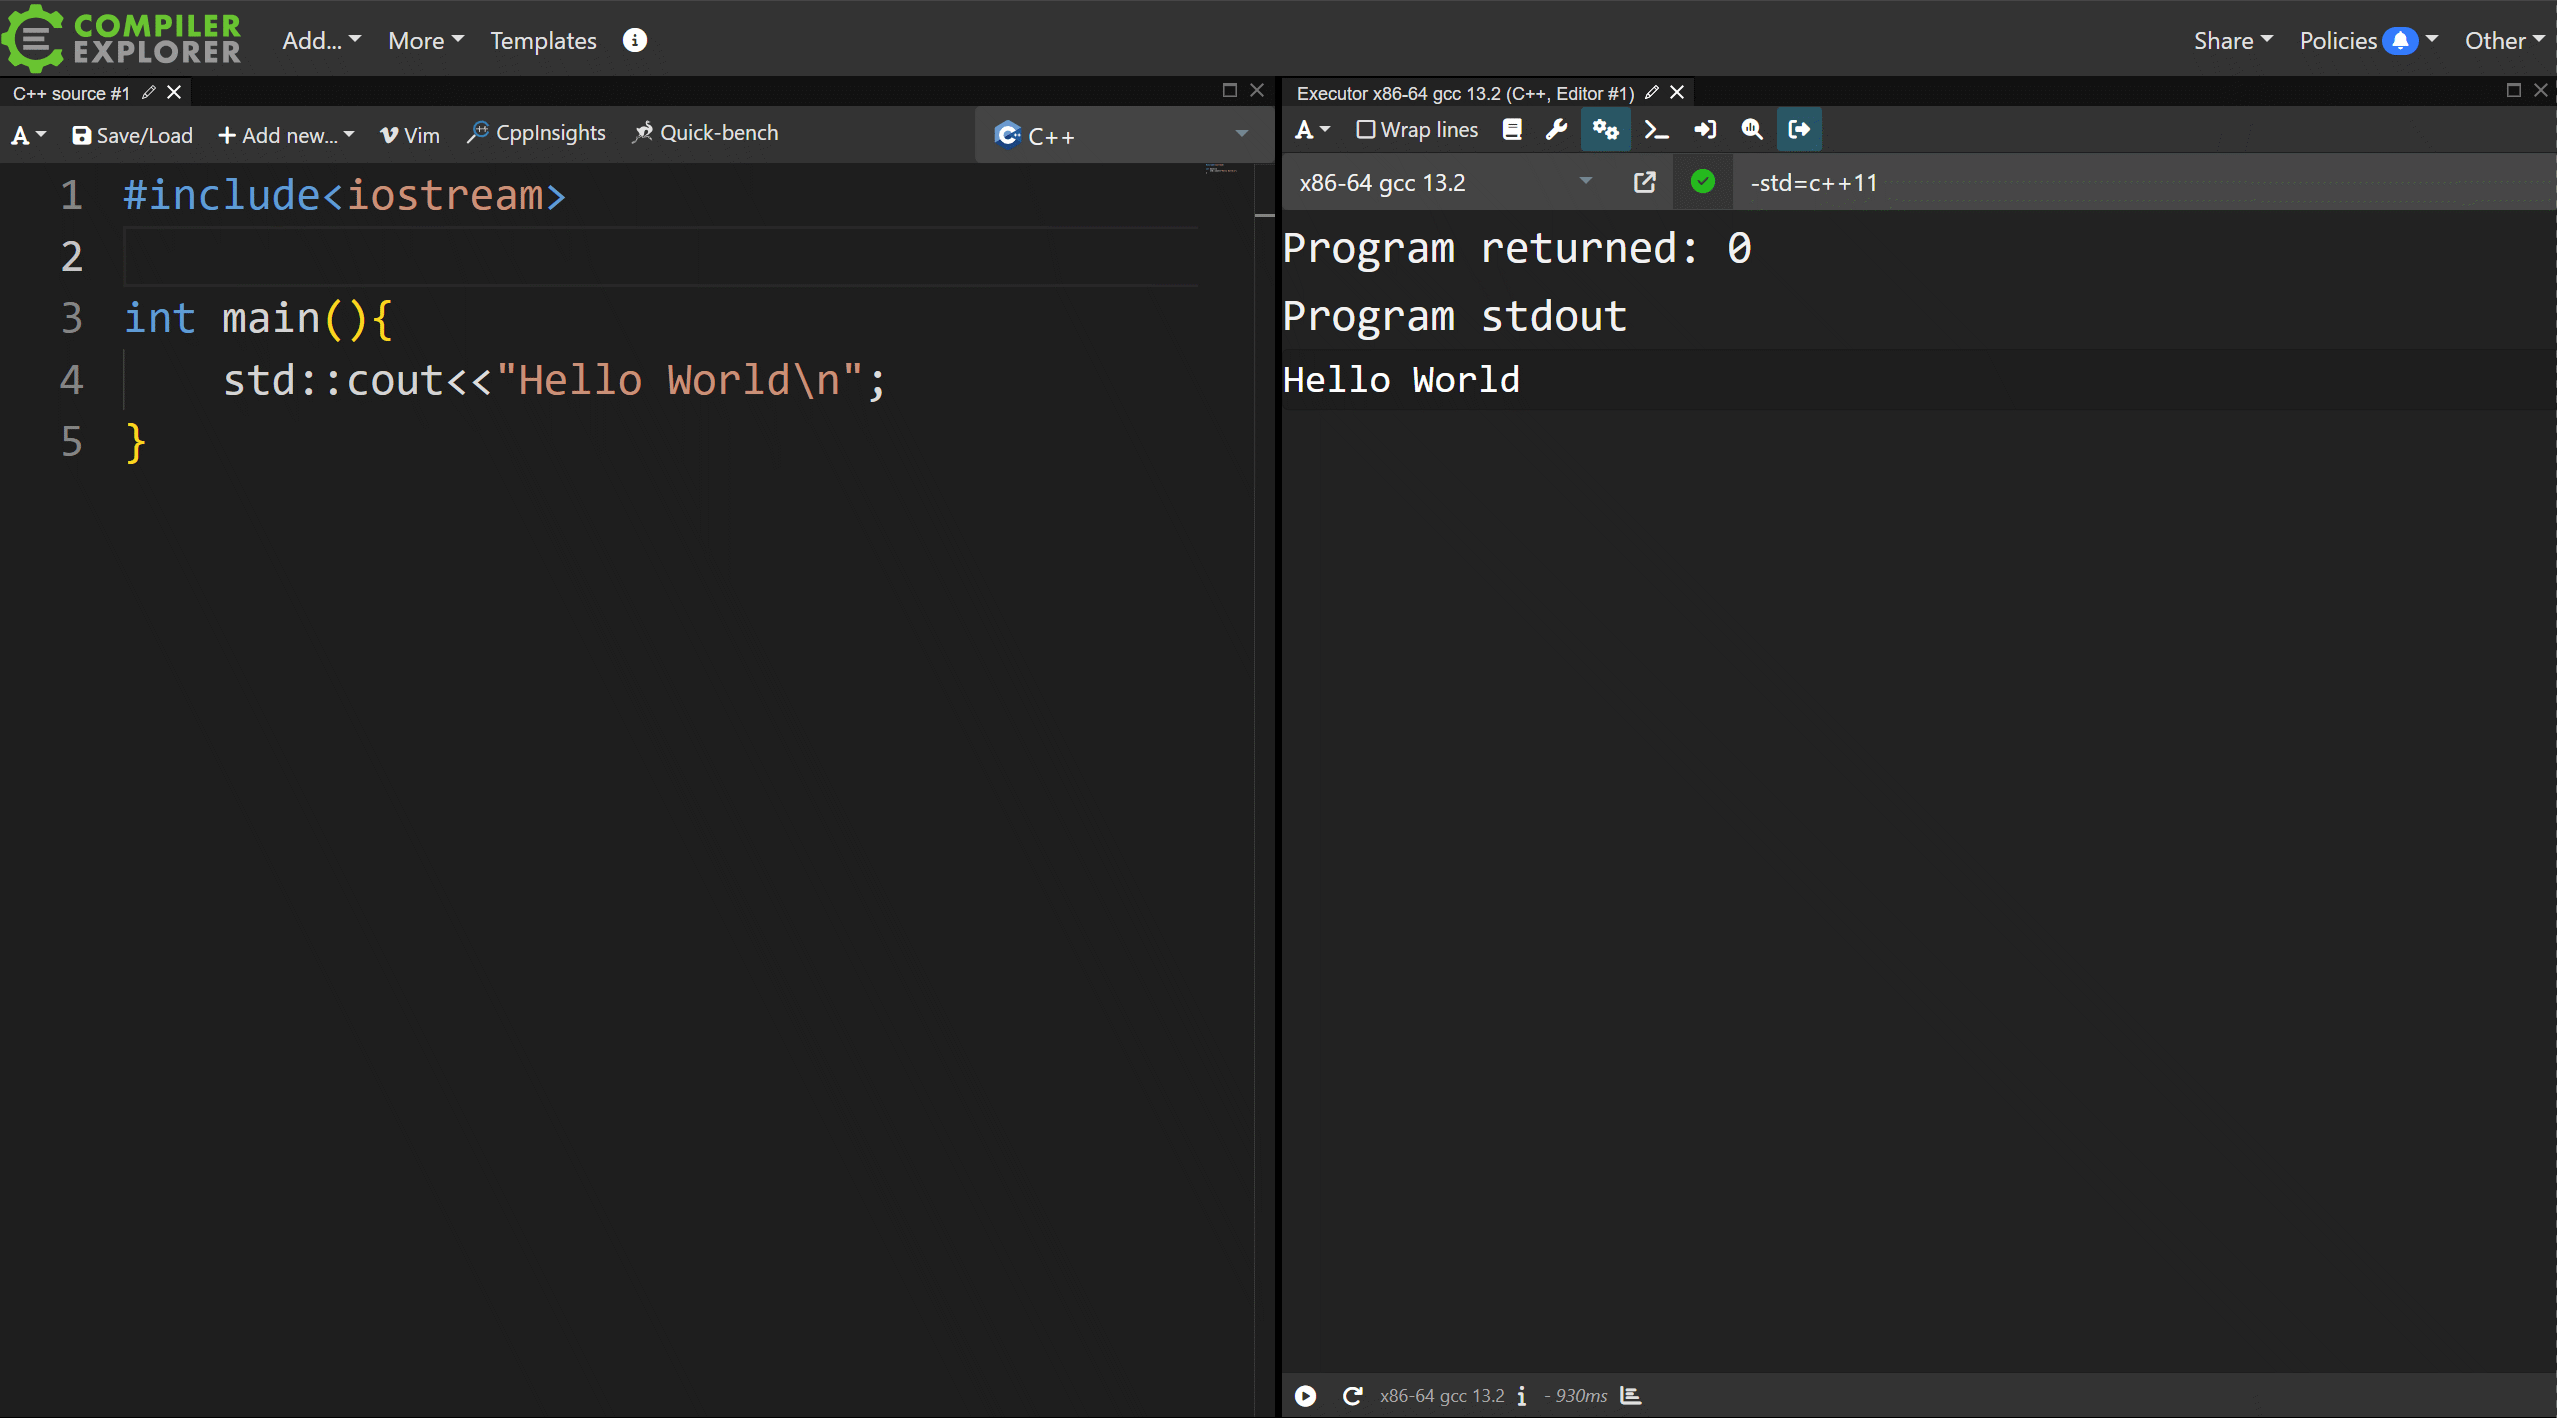 COMPILER
EXPLORER
Add... More Templates
Share Policies Other
C++ source #1
Save/Load Add new... Vim CppInsights Quick-bench C++
1 #include<iostream>
2
3 int main(){
4 std::cout<<"Hello World\n";
5 }
Executor x86-64 gcc 13.2 (C++, Editor #1)
A Wrap lines
x86-64 gcc 13.2 -std=c++11
Program returned: 0
Program stdout
Hello World
x86-64 gcc 13.2 i - 930ms